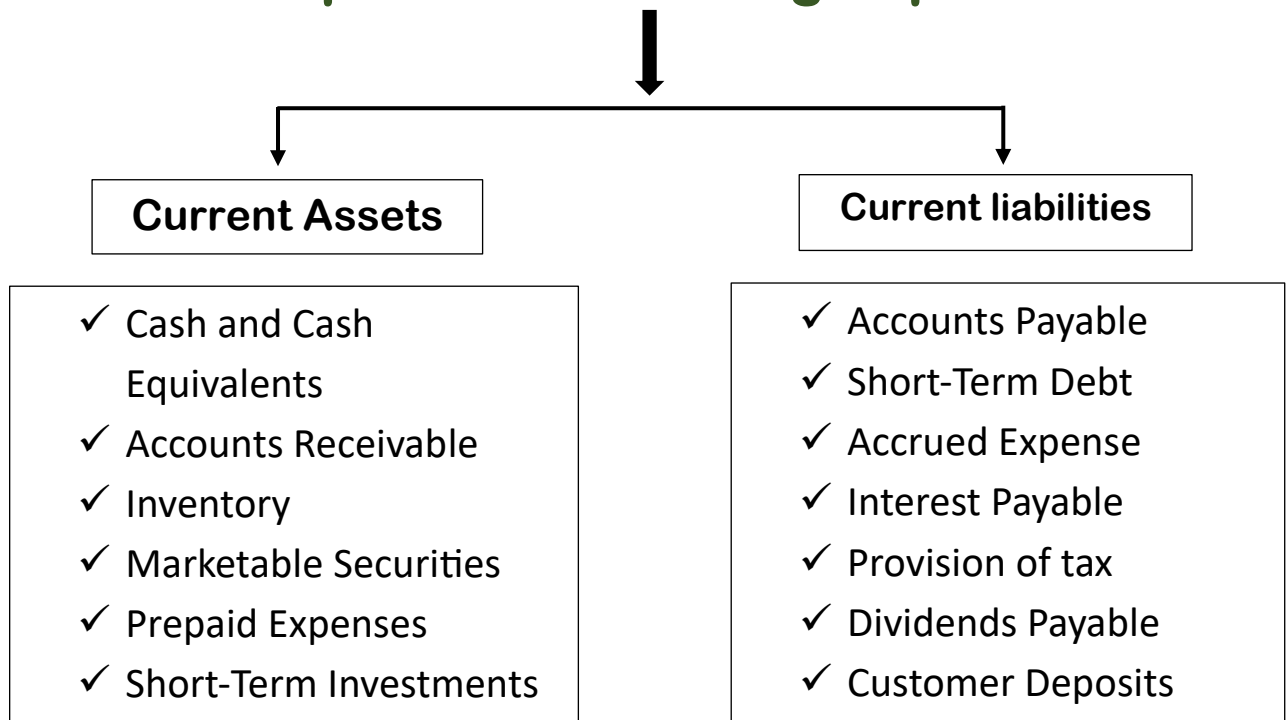 Current Assets
✓ Cash and Cash
Equivalents
✓ Accounts Receivable
✓ Inventory
✓ Marketable Securities
✓ Prepaid Expenses
✓ Short-Term Investments
Current liabilities
✓ Accounts Payable
✓ Short-Term Debt
✓ Accrued Expense
✓ Interest Payable
✓ Provision of tax
✓ Dividends Payable
✓ Customer Deposits